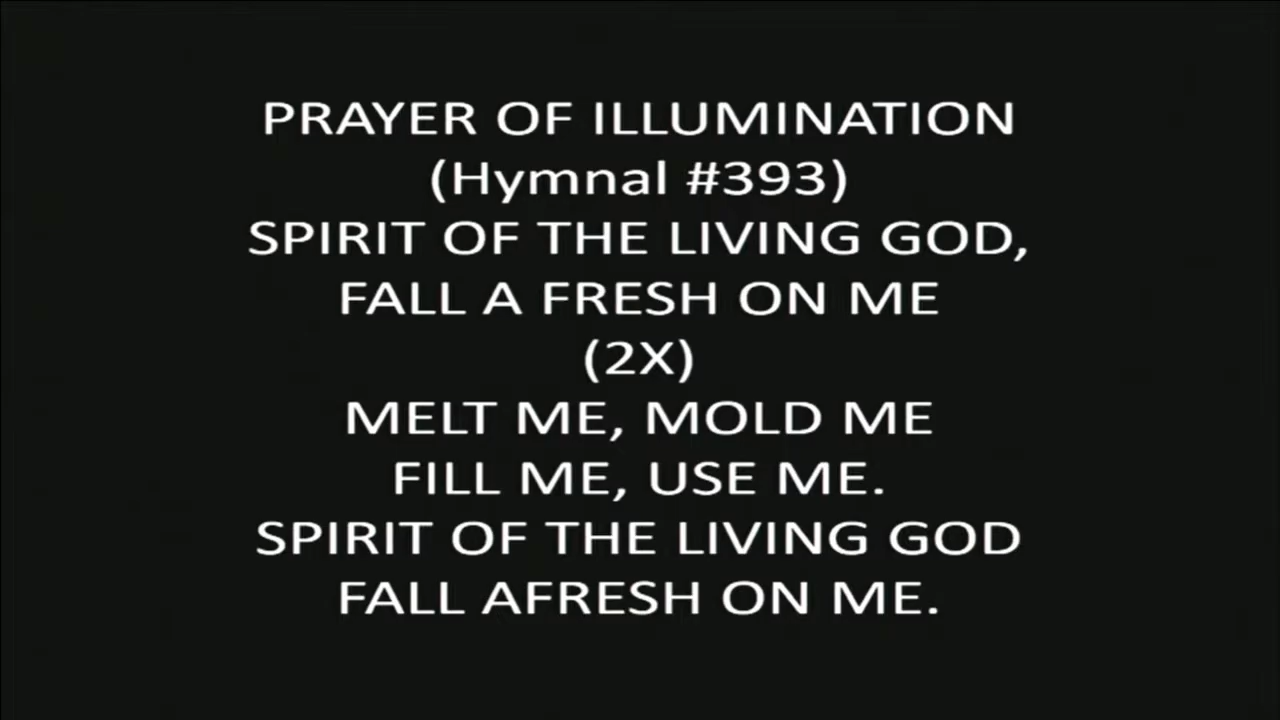 PRAYER OF ILLUMINATION
(Hymnal #393)
SPIRIT OF THE LIVING GOD,
FALL A FRESH ON ME
(2X)
MELT ME, MOLD ME
FILL ME, USE ME.
SPIRIT OF THE LIVING GOD
FALL AFRESH ON ME.